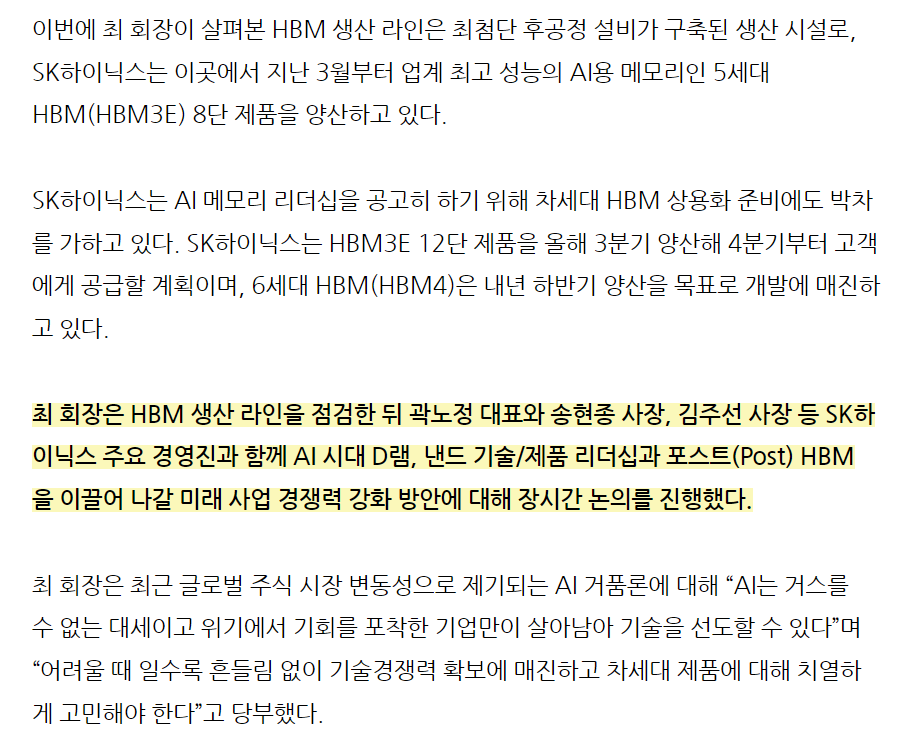 이번에 최 회장이 살펴본 HBM 생산 라인은 최첨단 후공정 설비가 구축된 생산 시설로,
SK하이닉스는 이곳에서 지난 3월부터 업계 최고 성능의 AI용 메모리인 5세대
HBM(HBM3E) 8단 제품을 양산하고 있다.
SK하이닉스는 AI 메모리 리더십을 공고히 하기 위해 차세대 HBM 상용화 준비에도 박차
를 가하고 있다. SK하이닉스는 HBM3E 12단 제품을 올해 3분기 양산해 4분기부터 고객
에게 공급할 계획이며, 6세대 HBM(HBM4)은 내년 하반기 양산을 목표로 개발에 매진하
고 있다.
최 회장은 HBM 생산 라인을 점검한 뒤 곽노정 대표와 송현종 사장, 김주선 사장 등 SK하
이닉스 주요 경영진과 함께 AI 시대 D램, 낸드 기술/제품 리더십과 포스트(Post) HBM
을 이끌어 나갈 미래 사업 경쟁력 강화 방안에 대해 장시간 논의를 진행했다.
최 회장은 최근 글로벌 주식 시장 변동성으로 제기되는 AI 거품론에 대해 “AI는 거스를
수 없는 대세이고 위기에서 기회를 포착한 기업만이 살아남아 기술을 선도할 수 있다”며
“어려울 때 일수록 흔들림 없이 기술경쟁력 확보에 매진하고 차세대 제품에 대해 치열하
게 고민해야 한다”고 당부했다.